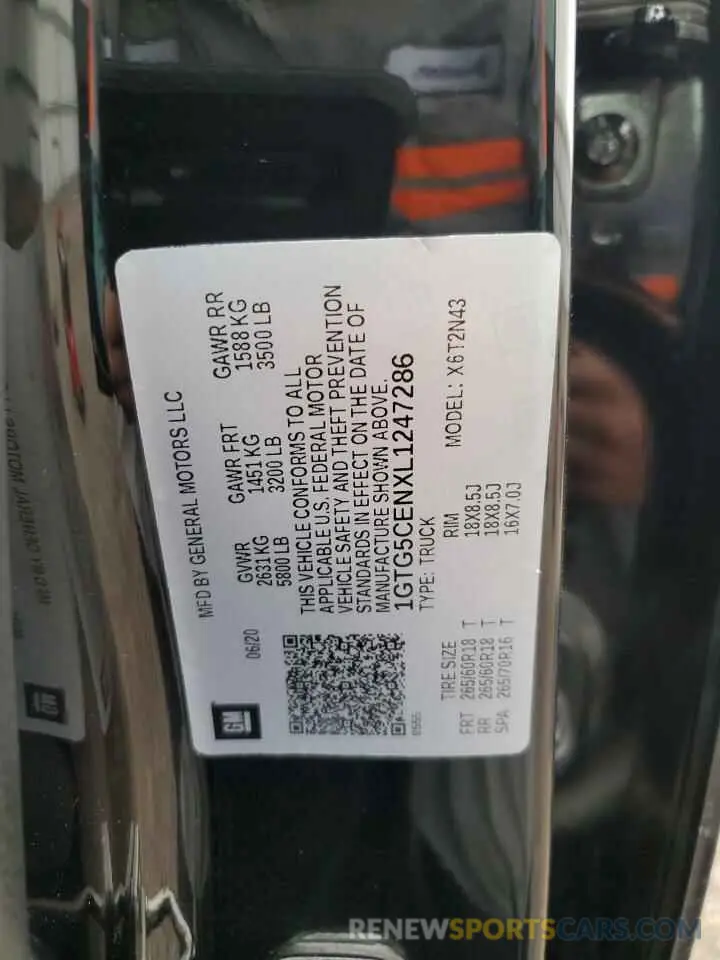 MFD BY GENERAL MOTORS LLC
06/20
GVWR GAWR FRT GAWR RR
2631 KG 1451 KG 1588 KG
5800 LB 3200 LB 3500 LB
THIS VEHICLE CONFORMS TO ALL
APPLICABLE U.S. FEDERAL MOTOR
VEHICLE SAFETY AND THEFT PREVENTION
STANDARDS IN EFFECT ON THE DATE OF
MANUFACTURE SHOWN ABOVE.
1GTG5CENXL1247286
TYPE: TRUCK MODEL: X6T2N43
TIRE SIZE RIM
FRT 265/60R18 T 18X8.5J
RR 265/60R18 T 18X8.5J
SPA 265/70R16 T 16X7.0J
GM
RENEWSPORTSCARS.COM